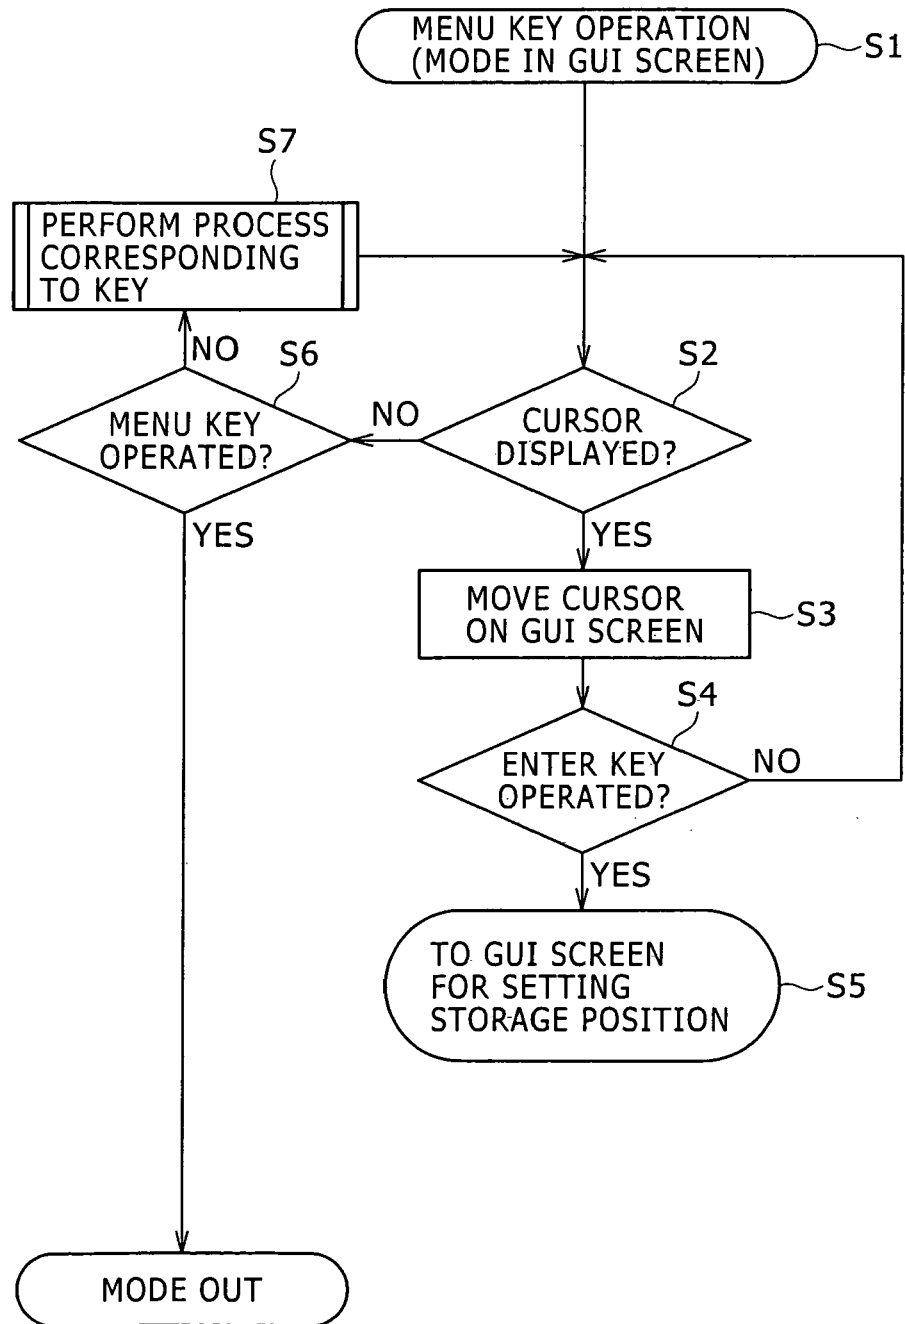 MENU KEY OPERATION
(MODE IN GUI SCREEN)
S1
S7
PERFORM PROCESS
CORRESPONDING
TO KEY
NO
S6
MENU KEY
OPERATED?
NO
S2
CURSOR
DISPLAYED?
YES
YES
MOVE CURSOR
ON GUI SCREEN
S3
S4
ENTER KEY
OPERATED?
NO
YES
TO GUI SCREEN
FOR SETTING
STORAGE POSITION
S5
MODE OUT